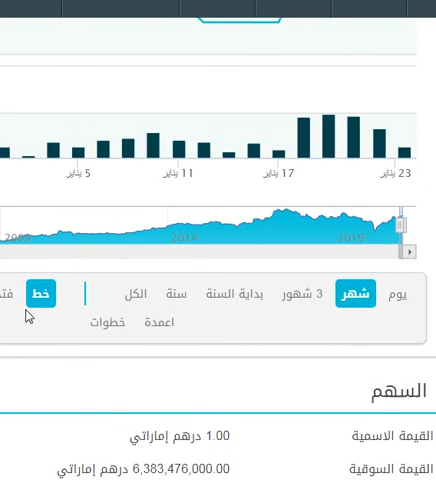 5 يناير 11 يناير 17 يناير 23 يناير
2009 2014 2019
يوم شهر 3 شهور بداية السنة سنة الكل خط
اعمدة خطوات
السهم
القيمة الاسمية 1.00 درهم إماراتي
القيمة السوقية 6,383,476,000.00 درهم إماراتي